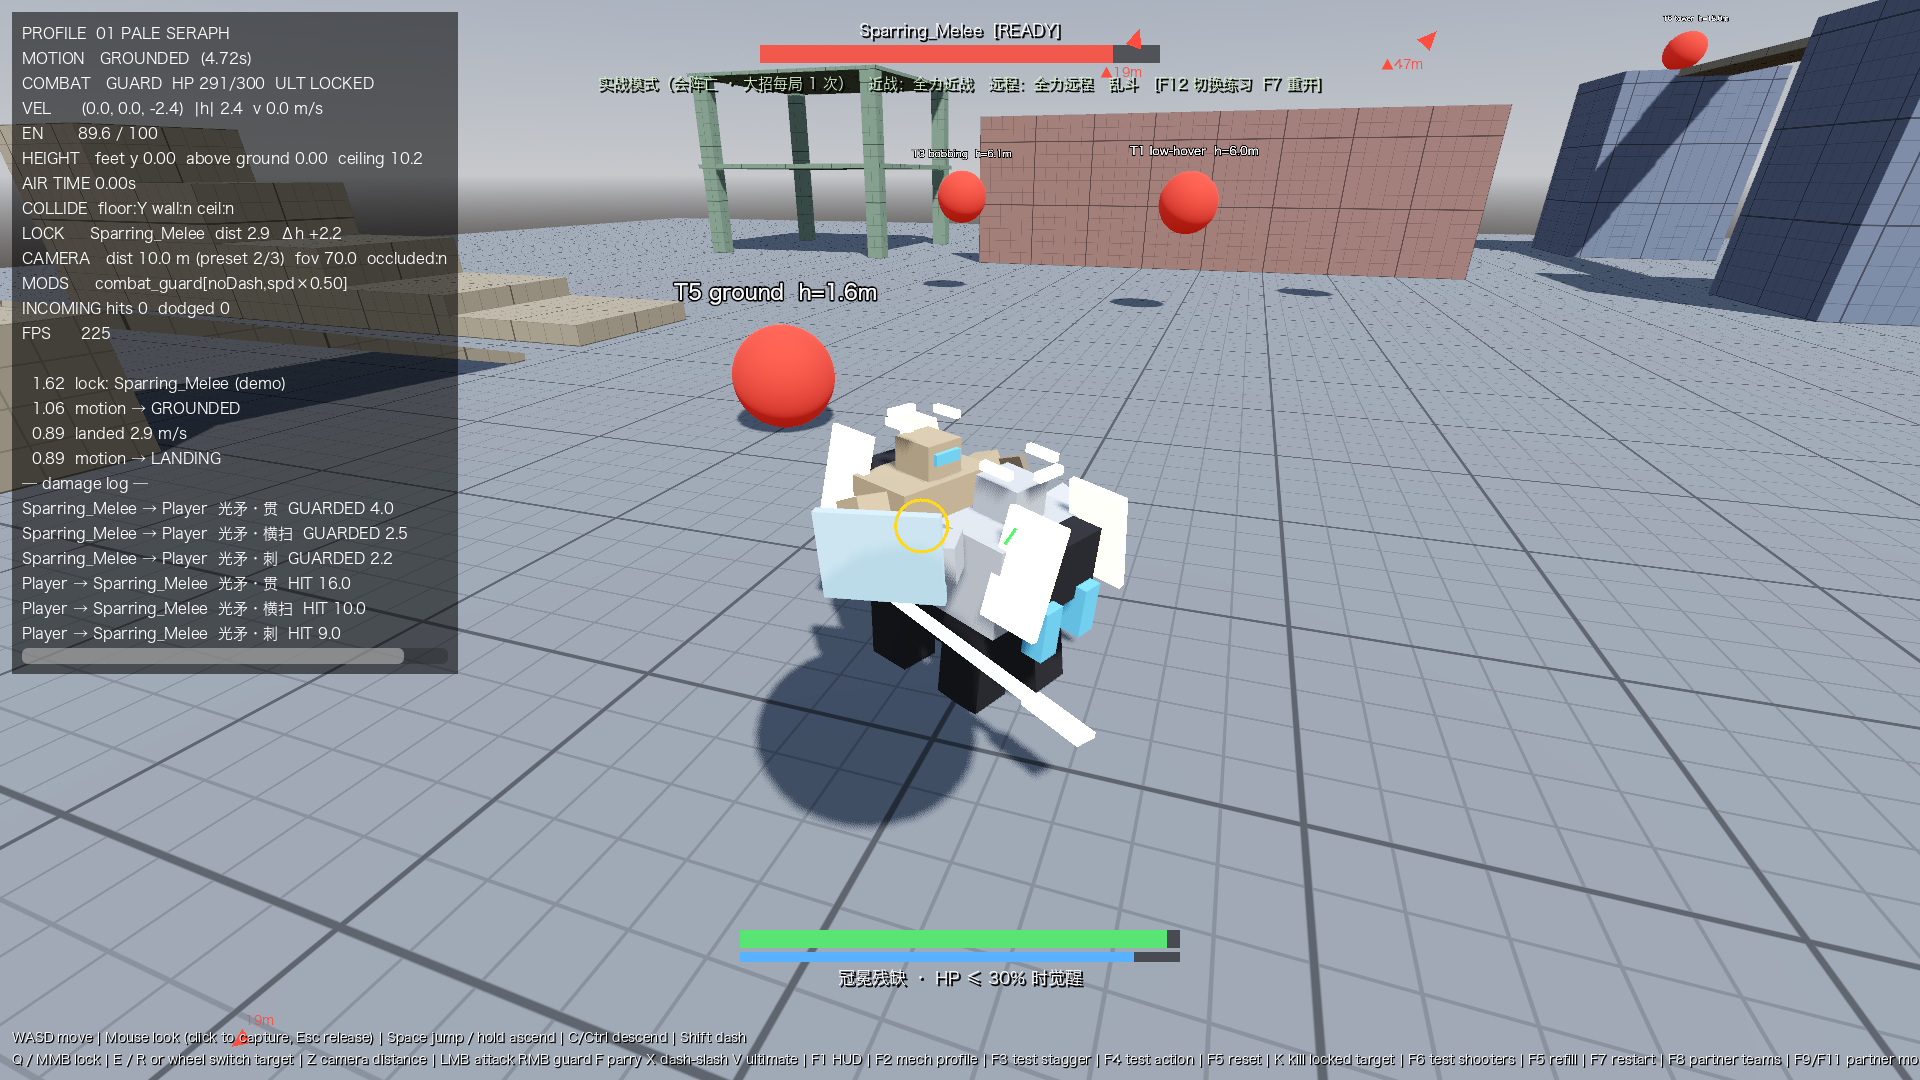 PROFILE  01 PALE SERAPH
MOTION  GROUNDED  (4.72s)
COMBAT  GUARD  HP 291/300  ULT LOCKED
VEL  (0.0, 0.0, -2.4)  |h| 2.4  v 0.0 m/s
EN  89.6 / 100
HEIGHT  feet y 0.00  above ground 0.00  ceiling 10.2
AIR TIME 0.00s
COLLIDE  floor:Y wall:n ceil:n
LOCK  Sparring_Melee  dist 2.9  Δh +2.2
CAMERA  dist 10.0 m (preset 2/3)  fov 70.0  occluded:n
MODS  combat_guard[noDash,spd×0.50]
INCOMING hits 0  dodged 0
FPS  225
1.62  lock: Sparring_Melee (demo)
1.06  motion → GROUNDED
0.89  landed 2.9 m/s
0.89  motion → LANDING
— damage log —
Sparring_Melee → Player  光矛・贯  GUARDED 4.0
Sparring_Melee → Player  光矛・横扫  GUARDED 2.5
Sparring_Melee → Player  光矛・刺  GUARDED 2.2
Player → Sparring_Melee  光矛・贯  HIT 16.0
Player → Sparring_Melee  光矛・横扫  HIT 10.0
Player → Sparring_Melee  光矛・刺  HIT 9.0
Sparring_Melee  [READY]
▲19m
▲47m
实战模式（会阵亡 · 大招每局 1 次）  近战：全力近战  远程：全力远程  乱斗  [F12 切换练习  F7 重开]
T3 bobbing  h=6.1m
T1 low-hover  h=6.0m
T5 ground  h=1.6m
冠冕残缺 · HP ≤ 30% 时觉醒
19m
WASD move | Mouse look (click to capture, Esc release) | Space jump / hold ascend | C/Ctrl descend | Shift dash
Q / MMB lock | E / R or wheel switch target | Z camera distance | LMB attack RMB guard F parry X dash-slash V ultimate | F1 HUD | F2 mech profile | F3 test stagger | F4 test action | F5 reset | K kill locked target | F6 test shooters | F5 refill | F7 restart | F8 partner teams | F9/F11 partner mo